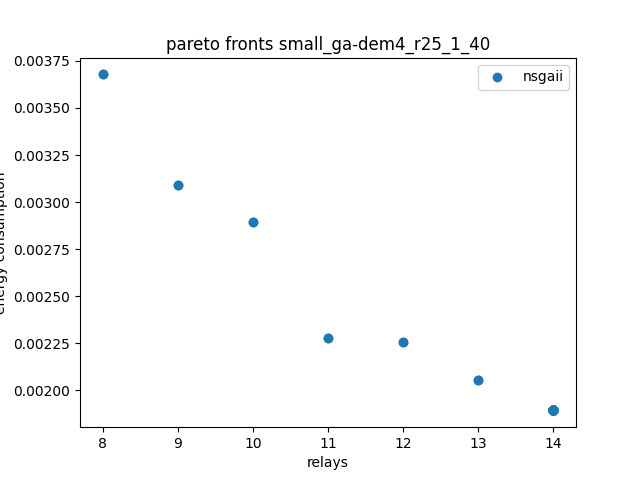 pareto fronts small_ga-dem4_r25_1_40
nsgaii
0.00375
0.00350
0.00325
0.00300
0.00275
0.00250
0.00225
0.00200
energy consumption
8 9 10 11 12 13 14
relays